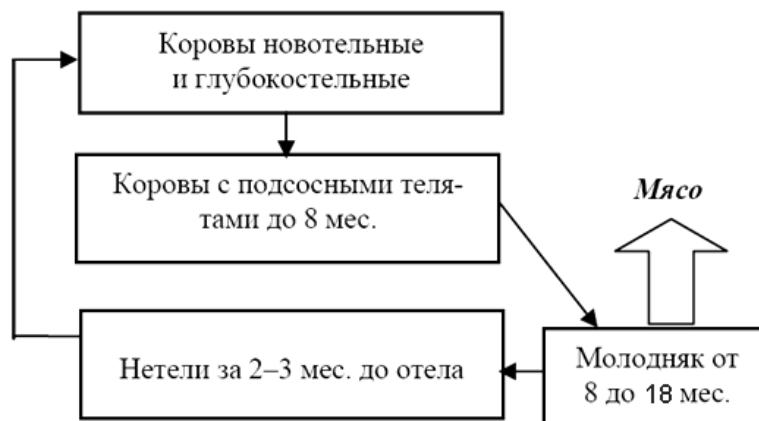 Коровы новотельные
и глубокостельные
Коровы с подсосными теля-
тами до 8 мес.
Мясо
Нетели за 2–3 мес. до отела
Молодняк от
8 до 18 мес.